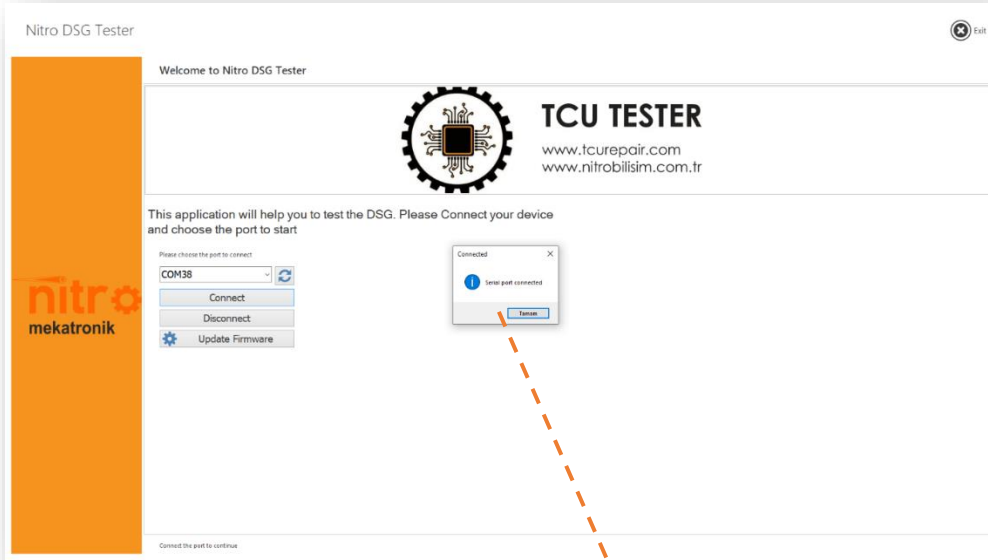 Nitro DSG Tester
Exit
Welcome to Nitro DSG Tester
TCU TESTER
www.tcurepair.com
www.nitrobilisim.com.tr
This application will help you to test the DSG. Please Connect your device
and choose the port to start
Please choose the port to connect
COM38
Connect
Disconnect
Update Firmware
Connected
Serial port connected
Tamam
nitro
mekatronik
Connect the port to continue